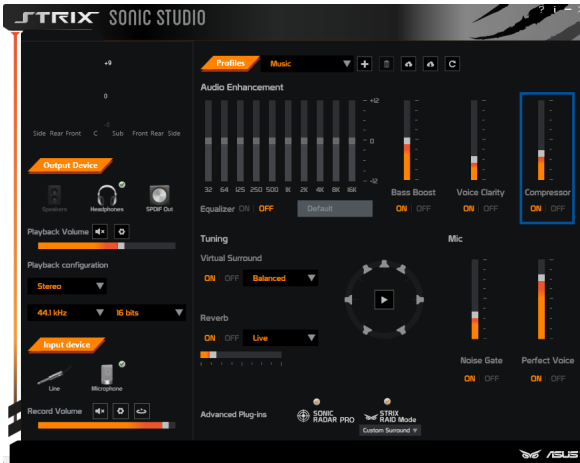 STRIX SONIC STUDIO
? i –
+9
0
Side Rear Front C Sub Front Rear Side
Output Device
Speakers Headphones SPDIF Out
Playback Volume
Playback configuration
Stereo
44.1 kHz 16 bits
Input device
Line Microphone
Record Volume
Profiles Music
Audio Enhancement
+12
0
-12
32 64 125 250 500 1K 2K 4K 8K 16K
Equalizer ON OFF Default
Bass Boost Voice Clarity Compressor
ON OFF ON OFF ON OFF
Tuning
Virtual Surround
ON OFF Balanced
Reverb
ON OFF Live
Mic
Noise Gate Perfect Voice
ON OFF ON OFF
Advanced Plug-ins
SONIC
RADAR PRO
STRIX
RAID Mode
Custom Surround
ASUS